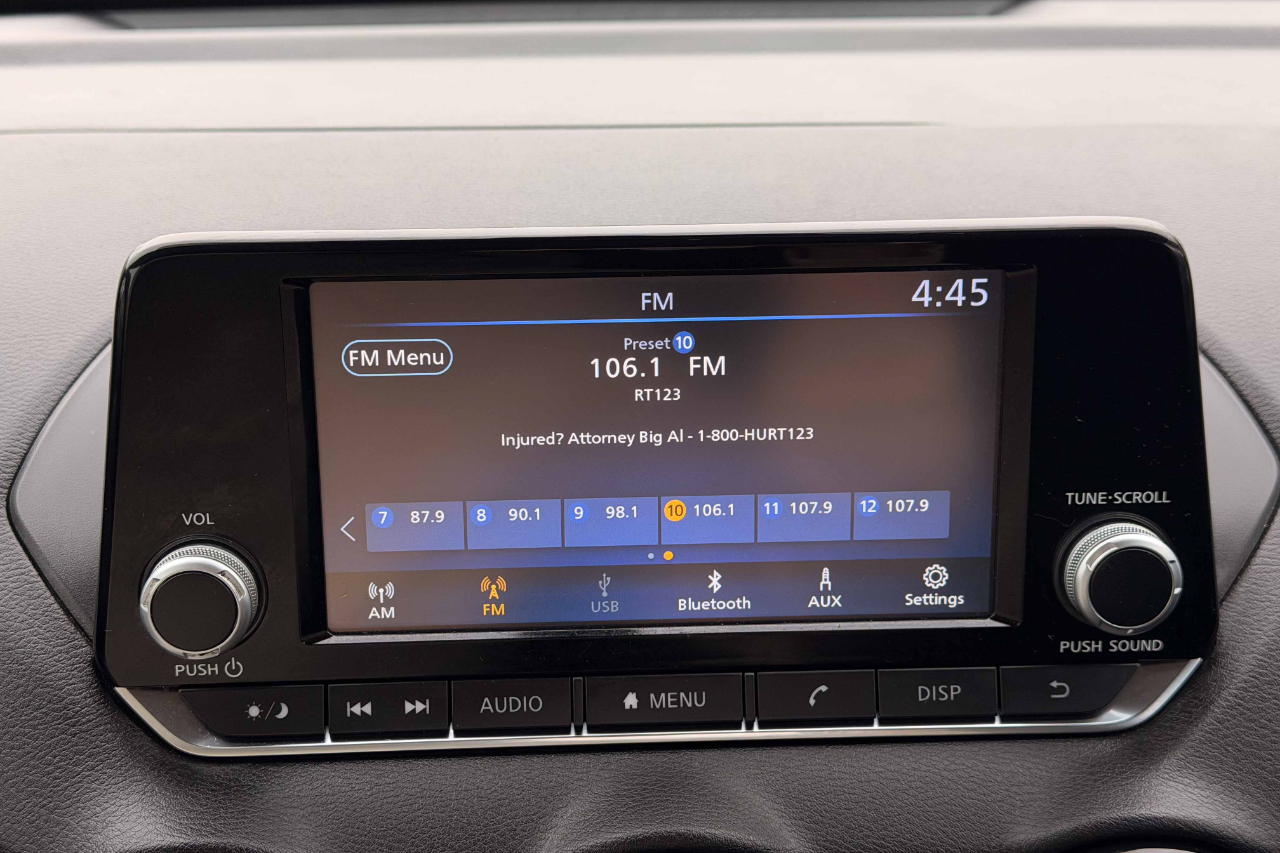 FM
4:45
FM Menu
Preset 10
106.1 FM
RT123
Injured? Attorney Big Al - 1-800-HURT123
7 87.9
8 90.1
9 98.1
10 106.1
11 107.9
12 107.9
AM
FM
USB
Bluetooth
AUX
Settings
VOL
PUSH
TUNE·SCROLL
PUSH SOUND
AUDIO
MENU
DISP